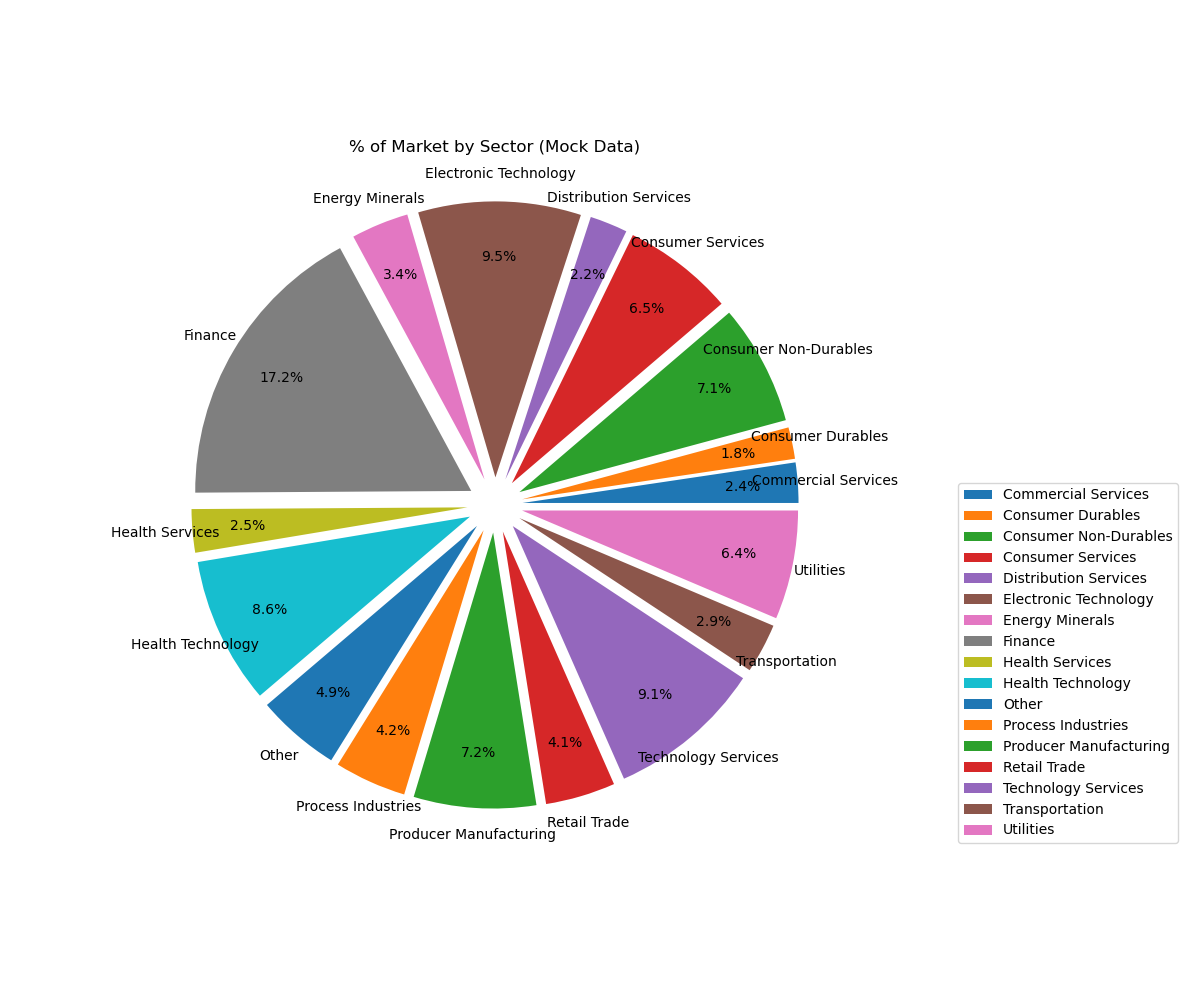 % of Market by Sector (Mock Data)
Electronic Technology
Energy Minerals
Distribution Services
Consumer Services
9.5%
3.4%
2.2%
6.5%
Finance
Consumer Non-Durables
17.2%
7.1%
Consumer Durables
1.8%
Commercial Services
2.4%
Health Services
2.5%
6.4%
Utilities
8.6%
2.9%
Health Technology
Transportation
4.9%
9.1%
4.2%
4.1%
7.2%
Other
Technology Services
Process Industries
Retail Trade
Producer Manufacturing
Commercial Services
Consumer Durables
Consumer Non-Durables
Consumer Services
Distribution Services
Electronic Technology
Energy Minerals
Finance
Health Services
Health Technology
Other
Process Industries
Producer Manufacturing
Retail Trade
Technology Services
Transportation
Utilities